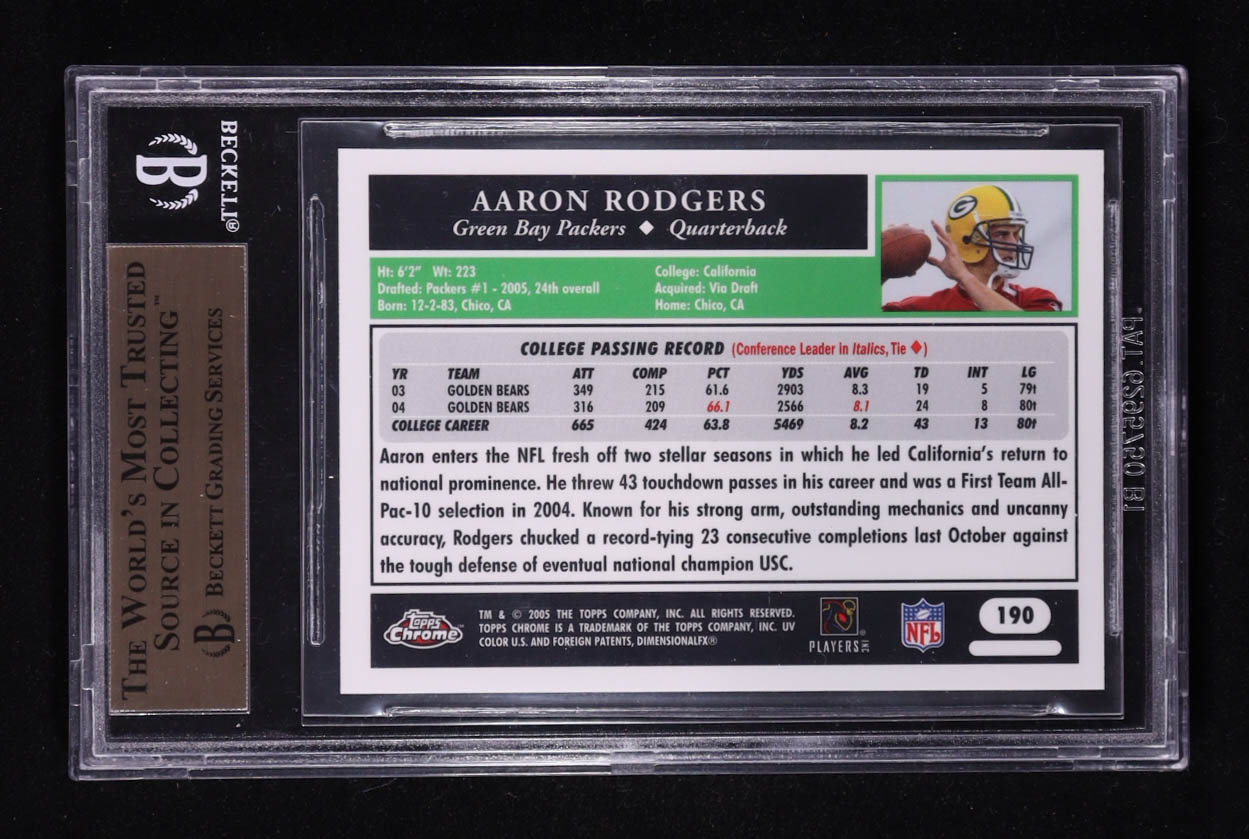 BECKETT®
B
THE WORLD'S MOST TRUSTED
SOURCE IN COLLECTING™
B BECKETT GRADING SERVICES
AARON RODGERS
Green Bay Packers ◆ Quarterback
Ht: 6'2" Wt: 223
Drafted: Packers #1 - 2005, 24th overall
Born: 12-2-83, Chico, CA
College: California
Acquired: Via Draft
Home: Chico, CA
G
COLLEGE PASSING RECORD (Conference Leader in Italics, Tie ◆)
YR TEAM ATT COMP PCT YDS AVG TD INT LG
03 GOLDEN BEARS 349 215 61.6 2903 8.3 19 5 79t
04 GOLDEN BEARS 316 209 66.1 2566 8.1 24 8 80t
COLLEGE CAREER 665 424 63.8 5469 8.2 43 13 80t
Aaron enters the NFL fresh off two stellar seasons in which he led California's return to
national prominence. He threw 43 touchdown passes in his career and was a First Team All-
Pac-10 selection in 2004. Known for his strong arm, outstanding mechanics and uncanny
accuracy, Rodgers chucked a record-tying 23 consecutive completions last October against
the tough defense of eventual national champion USC.
Topps Chrome
TM & © 2005 THE TOPPS COMPANY, INC. ALL RIGHTS RESERVED.
TOPPS CHROME IS A TRADEMARK OF THE TOPPS COMPANY, INC. UV
COLOR U.S. AND FOREIGN PATENTS, DIMENSIONALFX®
PLAYERS INC
NFL
190